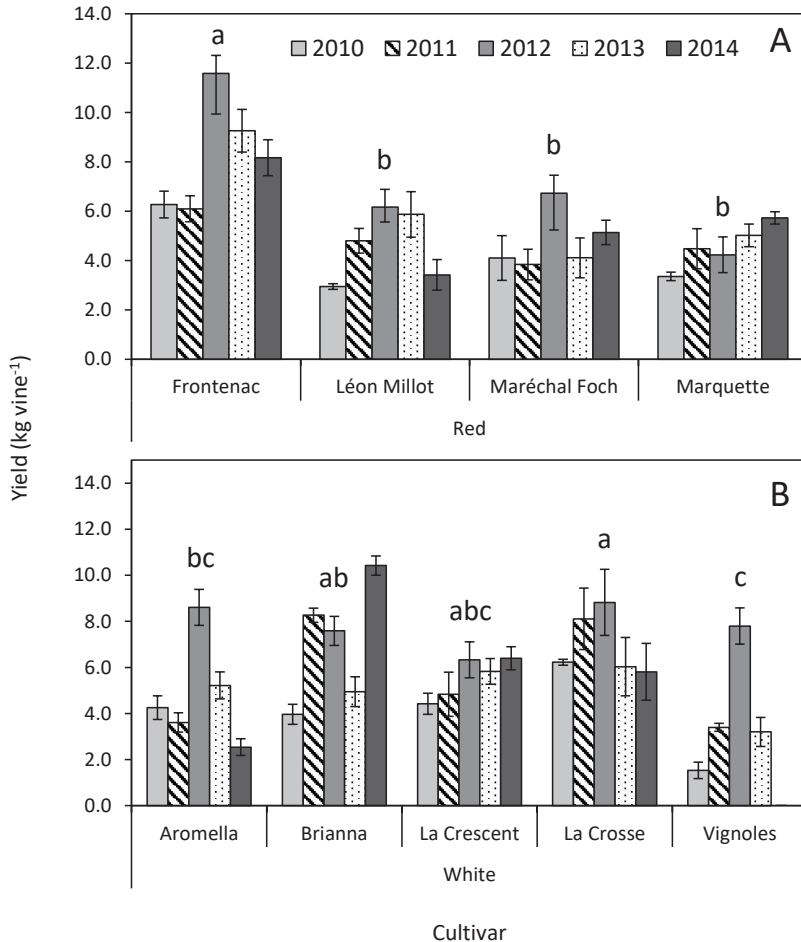 Yield (kg vine⁻¹)
14.0
12.0
10.0
8.0
6.0
4.0
2.0
0.0
2010 2011 2012 2013 2014
A
a
b
b
b
Frontenac Léon Millot Maréchal Foch Marquette
Red
14.0
12.0
10.0
8.0
6.0
4.0
2.0
0.0
B
bc
ab
abc
a
c
Aromella Brianna La Crescent La Crosse Vignoles
White
Cultivar